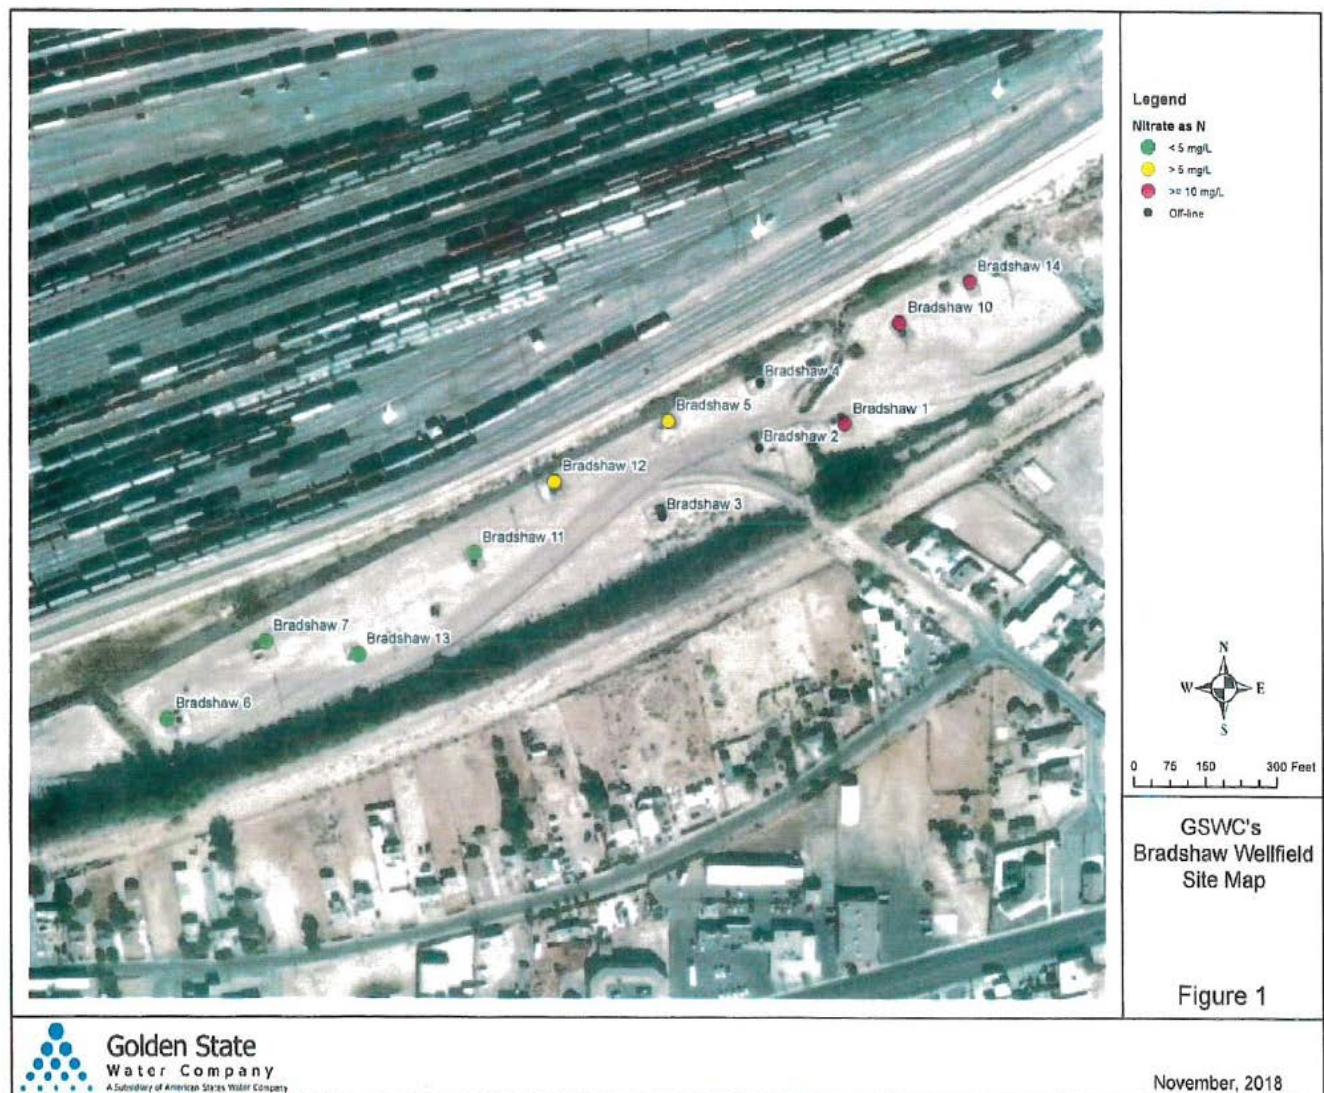 Legend
Nitrate as N
< 5 mg/L
> 5 mg/L
>= 10 mg/L
Off-line
Bradshaw 14
Bradshaw 10
Bradshaw 4
Bradshaw 5
Bradshaw 1
Bradshaw 2
Bradshaw 12
Bradshaw 3
Bradshaw 11
Bradshaw 7
Bradshaw 13
Bradshaw 6
N
W E
S
0 75 150 300 Feet
GSWC's
Bradshaw Wellfield
Site Map
Figure 1
Golden State
Water Company
A Subsidiary of American States Water Company
November, 2018